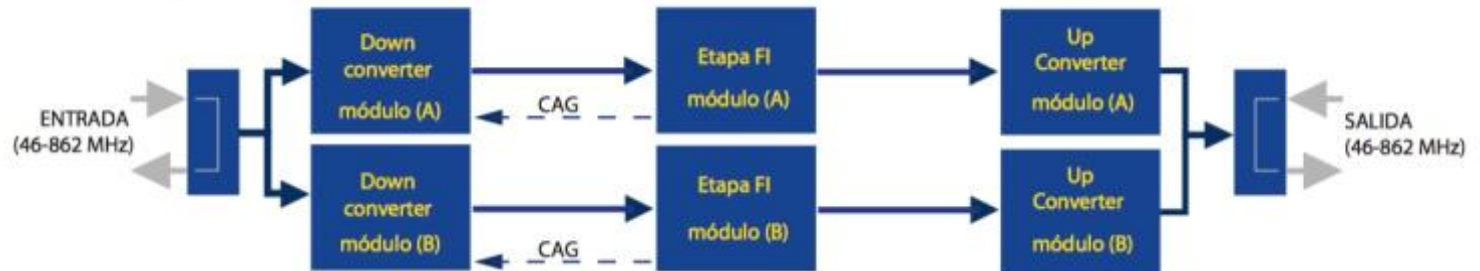 Down
converter
módulo (A)
CAG
Etapa FI
módulo (A)
Up
Converter
módulo (A)
ENTRADA
(46-862 MHz)
SALIDA
(46-862 MHz)
Down
converter
módulo (B)
CAG
Etapa FI
módulo (B)
Up
Converter
módulo (B)